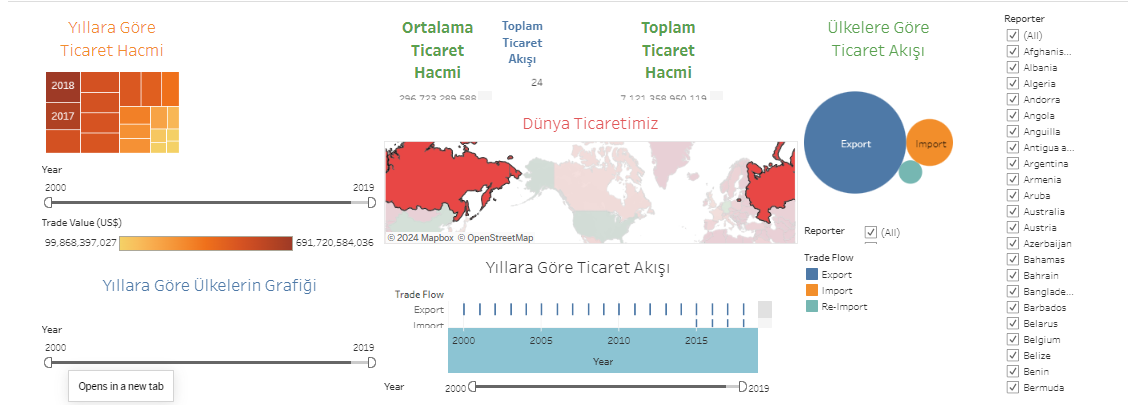 Yıllara Göre
Ticaret Hacmi
2018
2017
Year
2000 2019
Trade Value (US$)
99,868,397,027 691,720,584,036
Yıllara Göre Ülkelerin Grafiği
Year
2000 2019
Opens in a new tab
Ortalama
Ticaret
Hacmi
296,723,289,588
Toplam
Ticaret
Akışı
24
Toplam
Ticaret
Hacmi
7,121,358,950,119
Dünya Ticaretimiz
© 2024 Mapbox © OpenStreetMap
Yıllara Göre Ticaret Akışı
Trade Flow
Export
Import
2000 2005 2010 2015
Year
Year 2000 2019
Ülkelere Göre
Ticaret Akışı
Export Import
Reporter (All)
Trade Flow
Export
Import
Re-Import
Reporter
(All)
Afghanis...
Albania
Algeria
Andorra
Angola
Anguilla
Antigua a...
Argentina
Armenia
Aruba
Australia
Austria
Azerbaijan
Bahamas
Bahrain
Banglade...
Barbados
Belarus
Belgium
Belize
Benin
Bermuda